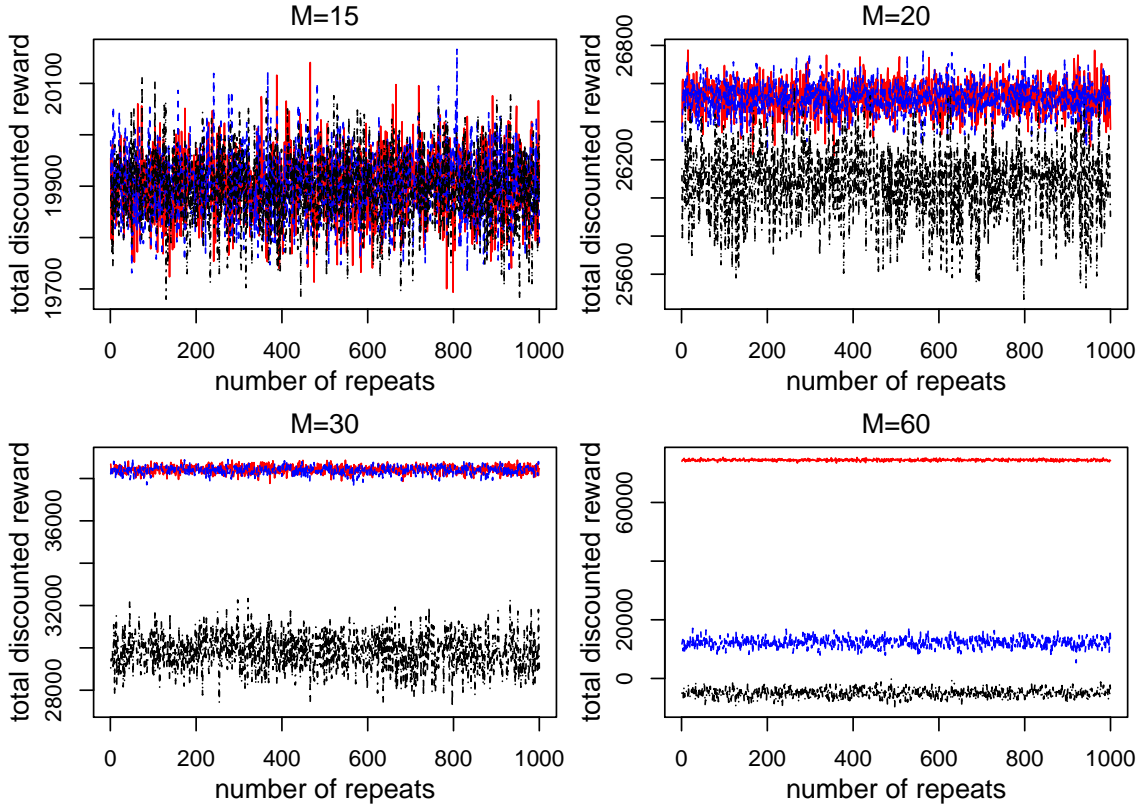 M=15
total discounted reward
20100
19900
19700
0 200 400 600 800 1000
number of repeats
M=20
total discounted reward
26800
26200
25600
0 200 400 600 800 1000
number of repeats
M=30
total discounted reward
36000
32000
28000
0 200 400 600 800 1000
number of repeats
M=60
total discounted reward
60000
20000
0
0 200 400 600 800 1000
number of repeats